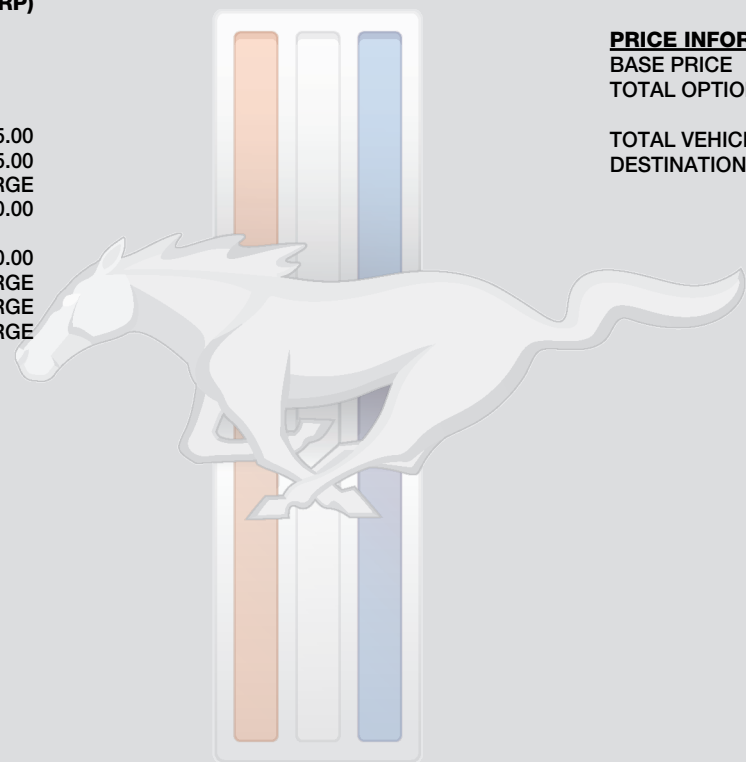 RP)
5.00
5.00
RGE
0.00
0.00
RGE
RGE
RGE
PRICE INFOR
BASE PRICE
TOTAL OPTIO
TOTAL VEHICL
DESTINATION